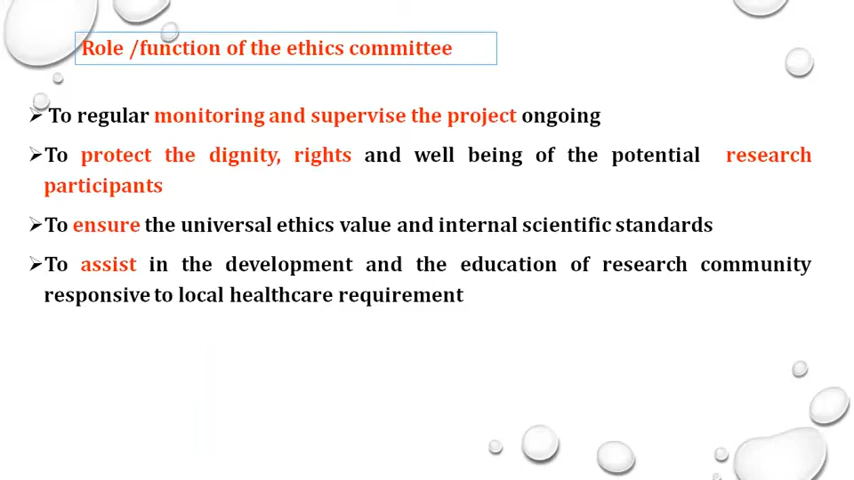 Role /function of the ethics committee
➢ To regular monitoring and supervise the project ongoing
➢To protect the dignity, rights and well being of the potential research
participants
➢To ensure the universal ethics value and internal scientific standards
➢To assist in the development and the education of research community
responsive to local healthcare requirement